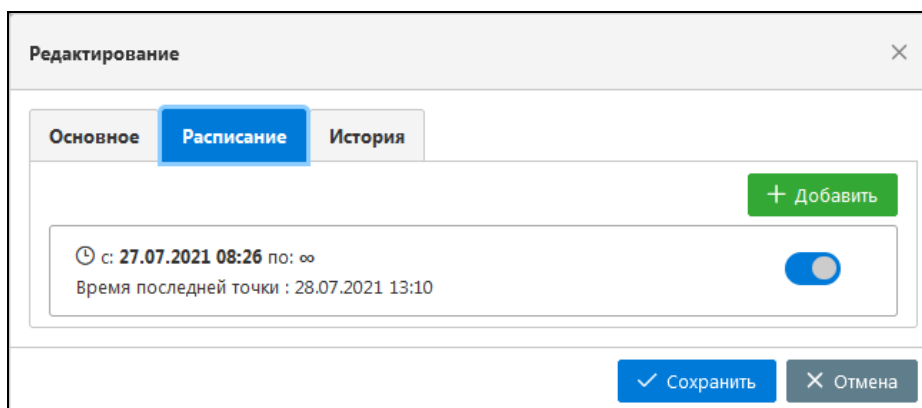 Редактирование
Основное Расписание История
Добавить
с: 27.07.2021 08:26 по: ∞
Время последней точки : 28.07.2021 13:10
Сохранить Отмена